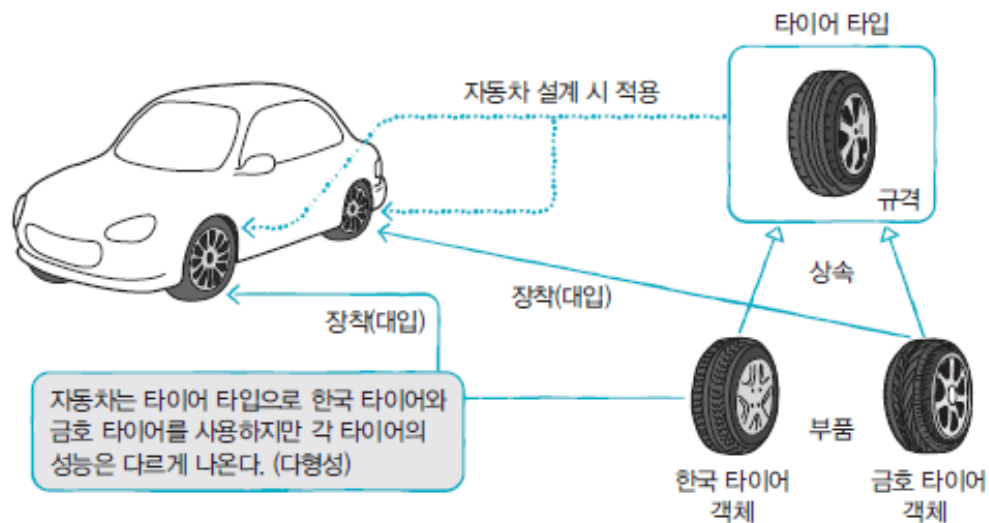 타이어 타입
자동차 설계 시 적용
규격
상속
장착(대입)
장착(대입)
자동차는 타이어 타입으로 한국 타이어와
금호 타이어를 사용하지만 각 타이어의
성능은 다르게 나온다. (다형성)
부품
한국 타이어
객체
금호 타이어
객체